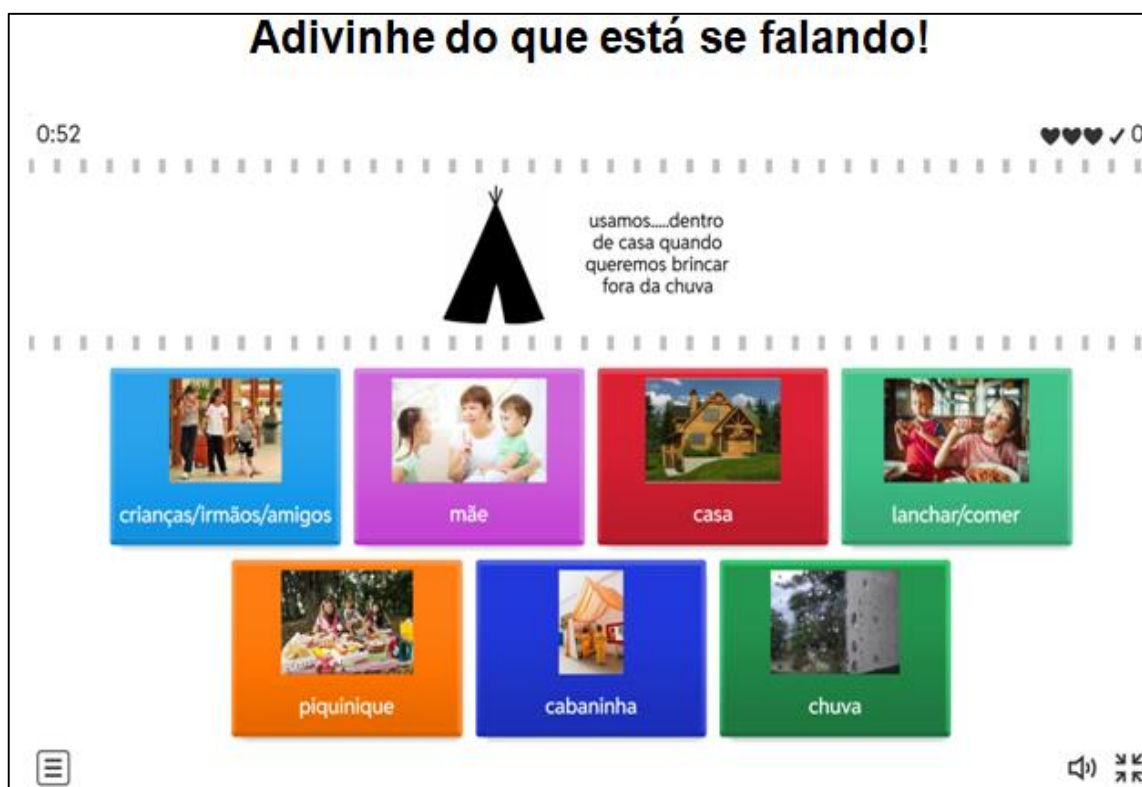 Adivinhe do que está se falando!
0:52
✓ 0
usamos.....dentro
de casa quando
queremos brincar
fora da chuva
crianças/irmãos/amigos
mãe
casa
lanchar/comer
piquinique
cabaninha
chuva